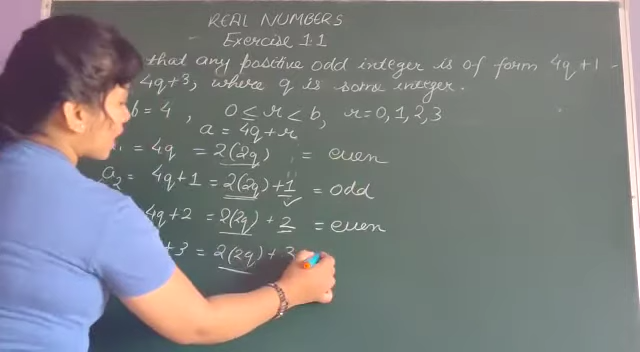 REAL NUMBERS
Exercise 1.1
that any positive odd integer is of form 4q+1
4q+3, where q is some integer.
b = 4 , 0 ≤ r < b, r = 0, 1, 2, 3
a = 4q + r
= 4q = 2(2q) = even
a₂ = 4q + 1 = 2(2q) + 1 = odd
4q + 2 = 2(2q) + 2 = even
+ 3 = 2(2q) + 3